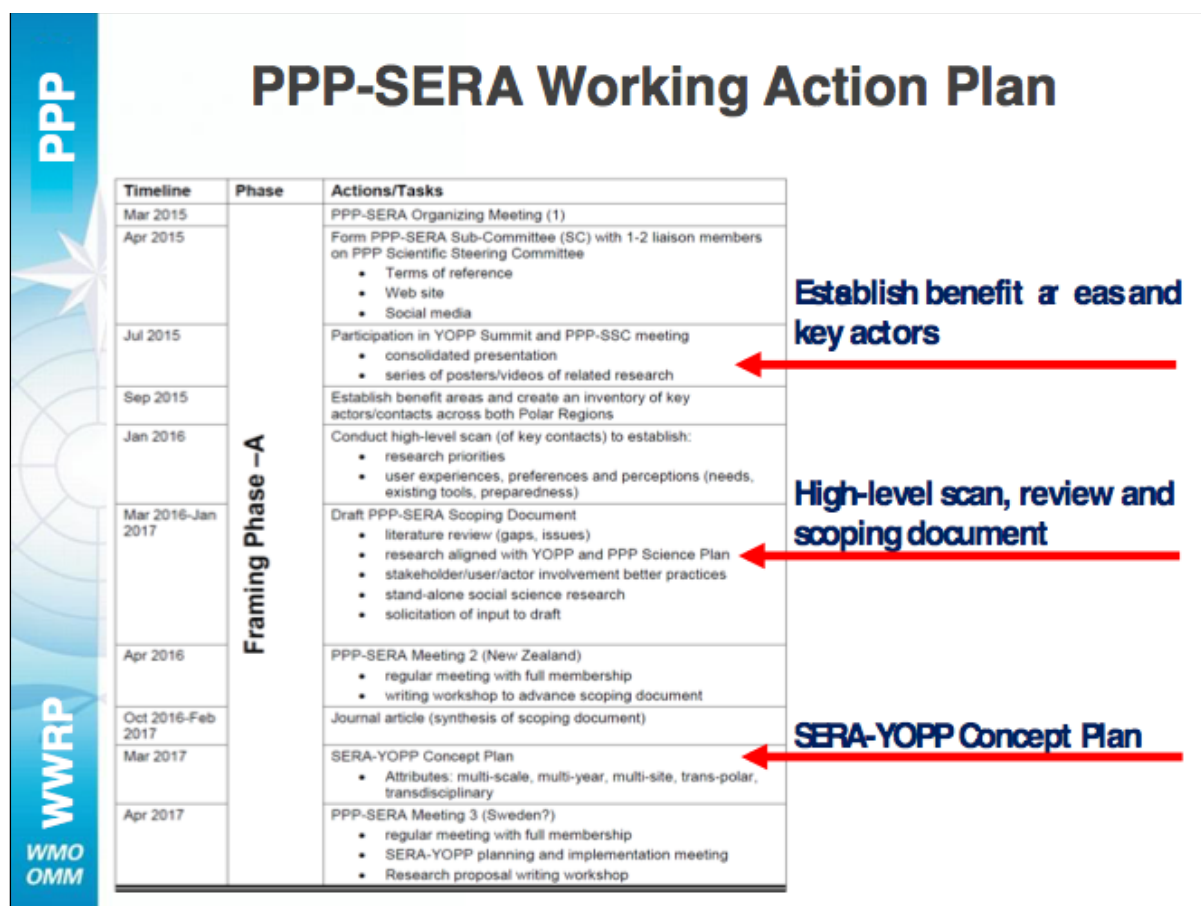 PPP
PPP-SERA Working Action Plan
Timeline Phase Actions/Tasks
Mar 2015 PPP-SERA Organizing Meeting (1)
Apr 2015 Form PPP-SERA Sub-Committee (SC) with 1-2 liaison members
on PPP Scientific Steering Committee
• Terms of reference
• Web site
• Social media
Jul 2015 Participation in YOPP Summit and PPP-SSC meeting
• consolidated presentation
• series of posters/videos of related research
Sep 2015 Establish benefit areas and create an inventory of key
actors/contacts across both Polar Regions
Jan 2016 Conduct high-level scan (of key contacts) to establish:
• research priorities
• user experiences, preferences and perceptions (needs,
existing tools, preparedness)
Mar 2016-Jan
2017
Draft PPP-SERA Scoping Document
• literature review (gaps, issues)
• research aligned with YOPP and PPP Science Plan
• stakeholder/user/actor involvement better practices
• stand-alone social science research
• solicitation of input to draft
Apr 2016 PPP-SERA Meeting 2 (New Zealand)
• regular meeting with full membership
• writing workshop to advance scoping document
Oct 2016-Feb
2017
Journal article (synthesis of scoping document)
Mar 2017 SERA-YOPP Concept Plan
• Attributes: multi-scale, multi-year, multi-site, trans-polar,
transdisciplinary
Apr 2017 PPP-SERA Meeting 3 (Sweden?)
• regular meeting with full membership
• SERA-YOPP planning and implementation meeting
• Research proposal writing workshop
Framing Phase –A
Establish benefit ar eas and
key actors
High-level scan, review and
scoping document
SERA-YOPP Concept Plan
WWRP
WMO
OMM